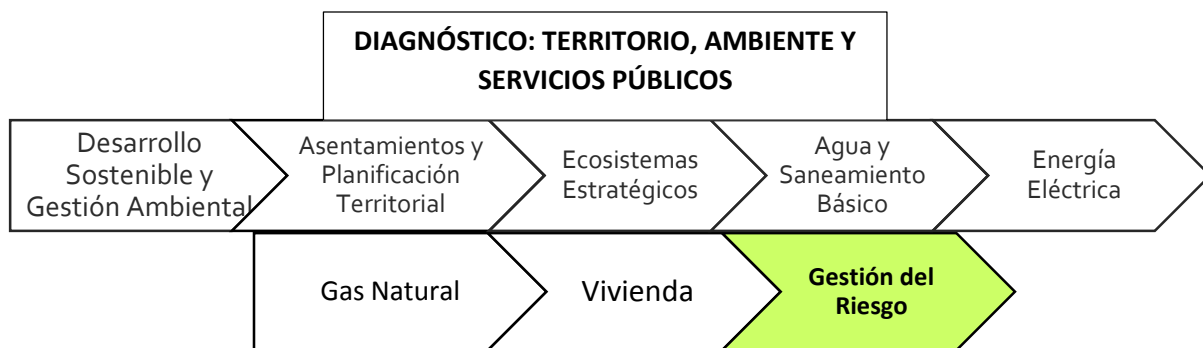 DIAGNÓSTICO: TERRITORIO, AMBIENTE Y
SERVICIOS PÚBLICOS
Desarrollo
Sostenible y
Gestión Ambiental
Asentamientos y
Planificación
Territorial
Ecosistemas
Estratégicos
Agua y
Saneamiento
Básico
Energía
Eléctrica
Gas Natural
Vivienda
Gestión del
Riesgo